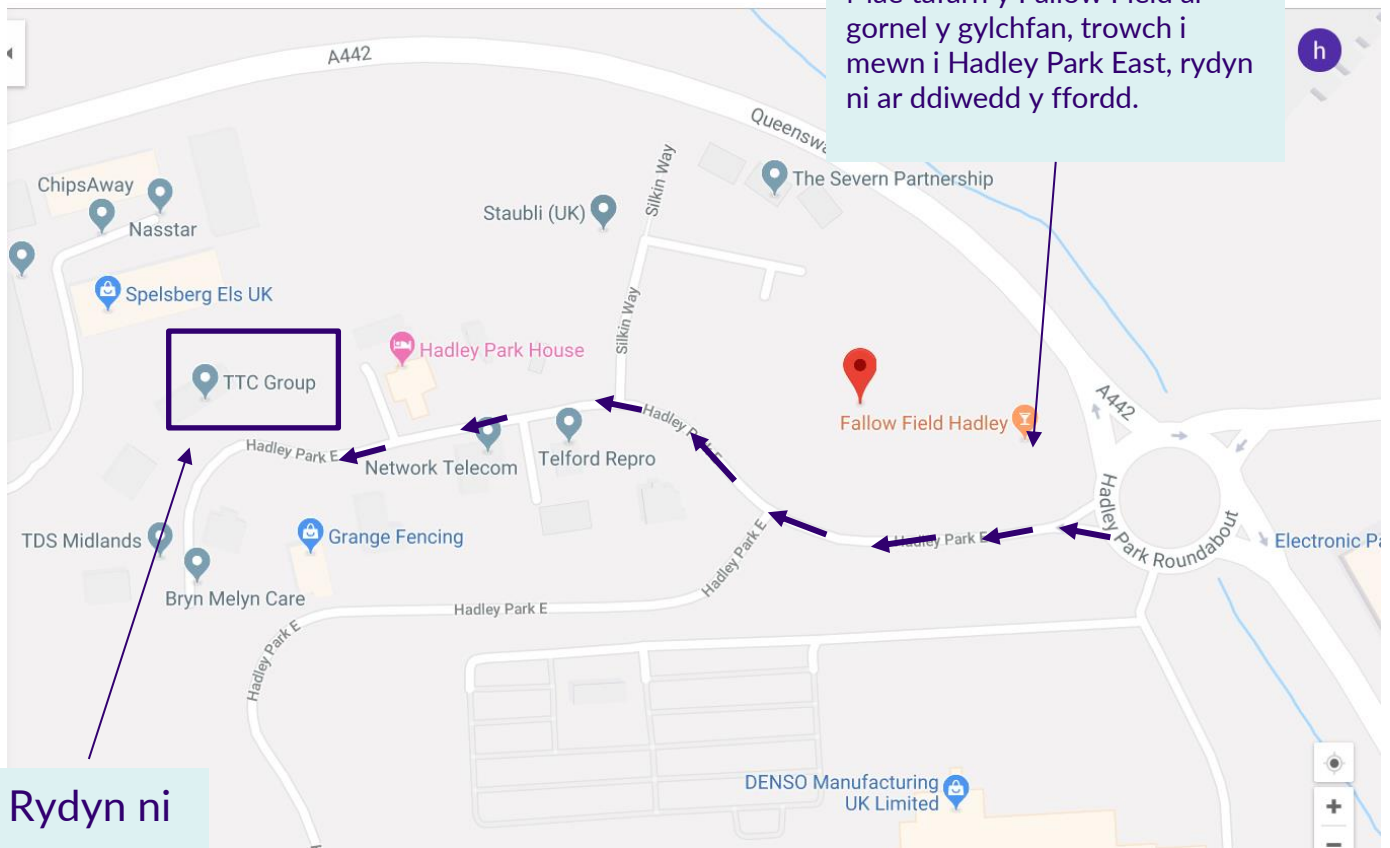 gornel y gylchfan, trowch i
mewn i Hadley Park East, rydyn
ni ar ddiwedd y ffordd.
h
A442
ChipsAway
Nasstar
Staubli (UK)
Silkin Way
The Severn Partnership
Spelsberg Els UK
Silkin Way
Hadley Park House
TTC Group
A442
Fallow Field Hadley
Hadley Park E
Network Telecom
Telford Repro
Hadley Park Roundabout
Hadley Park E
Electronic
TDS Midlands
Grange Fencing
Hadley Park E
Bryn Melyn Care
Hadley Park E
Hadley Park E
DENSO Manufacturing
UK Limited
Rydyn ni
+
−